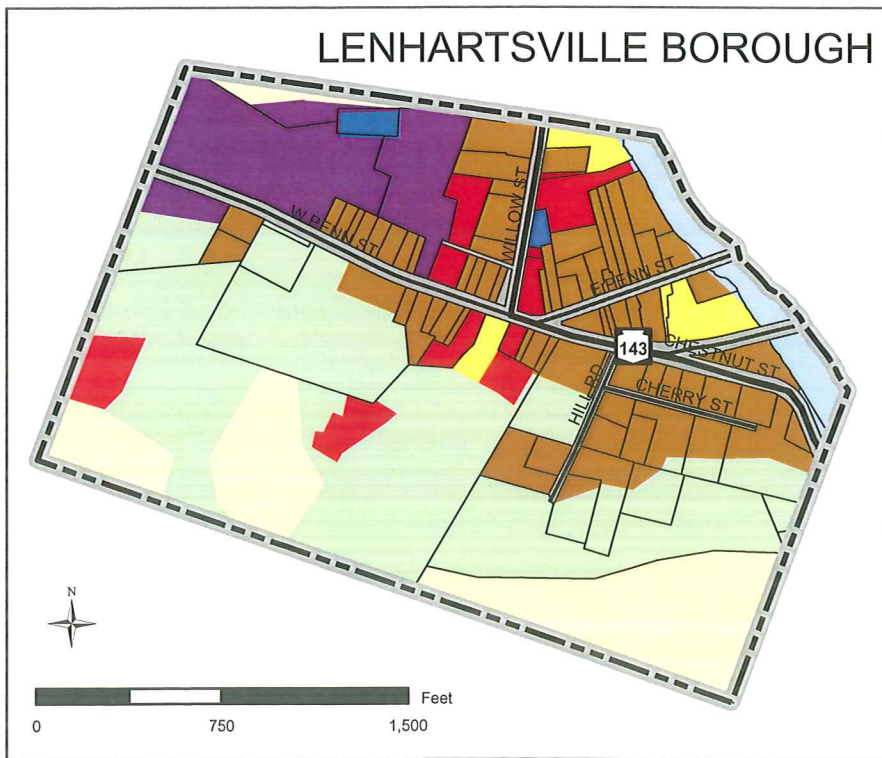 LENHARTSVILLE BOROUGH
W PENN ST
WILLOW ST
E PENN ST
143
CHESTNUT ST
HILL RD
CHERRY ST
N
Feet
0 750 1,500